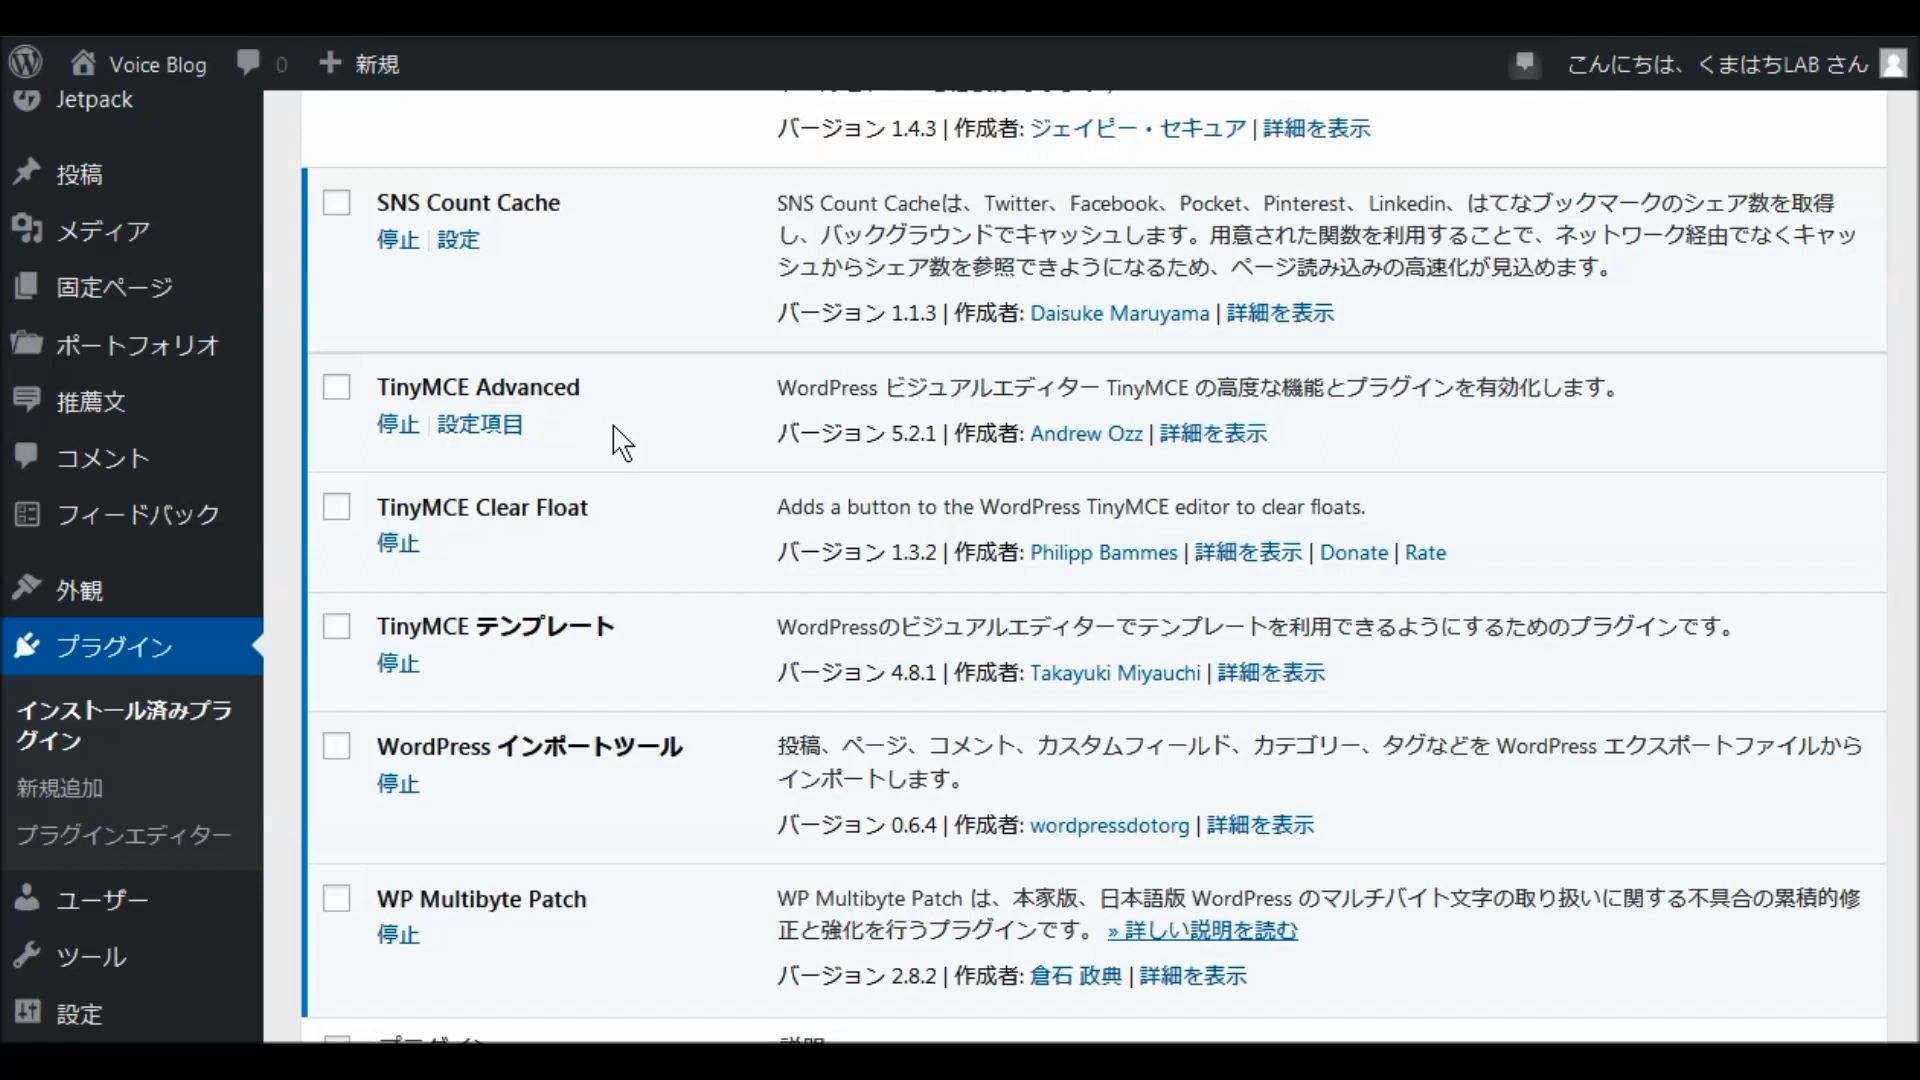 Voice Blog 0 新規 こんにちは、くまはちLAB さん
Jetpack
投稿
メディア
固定ページ
ポートフォリオ
推薦文
コメント
フィードバック
外観
プラグイン
インストール済みプラ
グイン
新規追加
プラグインエディター
ユーザー
ツール
設定
バージョン 1.4.3 | 作成者: ジェイピー・セキュア | 詳細を表示
SNS Count Cache
停止 | 設定
SNS Count Cacheは、Twitter、Facebook、Pocket、Pinterest、Linkedin、はてなブックマークのシェア数を取得
し、バックグラウンドでキャッシュします。用意された関数を利用することで、ネットワーク経由でなくキャッ
シュからシェア数を参照できようになるため、ページ読み込みの高速化が見込めます。
バージョン 1.1.3 | 作成者: Daisuke Maruyama | 詳細を表示
TinyMCE Advanced
停止 | 設定項目
WordPress ビジュアルエディター TinyMCE の高度な機能とプラグインを有効化します。
バージョン 5.2.1 | 作成者: Andrew Ozz | 詳細を表示
TinyMCE Clear Float
停止
Adds a button to the WordPress TinyMCE editor to clear floats.
バージョン 1.3.2 | 作成者: Philipp Bammes | 詳細を表示 | Donate | Rate
TinyMCE テンプレート
停止
WordPressのビジュアルエディターでテンプレートを利用できるようにするためのプラグインです。
バージョン 4.8.1 | 作成者: Takayuki Miyauchi | 詳細を表示
WordPress インポートツール
停止
投稿、ページ、コメント、カスタムフィールド、カテゴリー、タグなどを WordPress エクスポートファイルから
インポートします。
バージョン 0.6.4 | 作成者: wordpressdotorg | 詳細を表示
WP Multibyte Patch
停止
WP Multibyte Patch は、本家版、日本語版 WordPress のマルチバイト文字の取り扱いに関する不具合の累積的修
正と強化を行うプラグインです。 » 詳しい説明を読む
バージョン 2.8.2 | 作成者: 倉石 政典 | 詳細を表示
プラグイン 説明